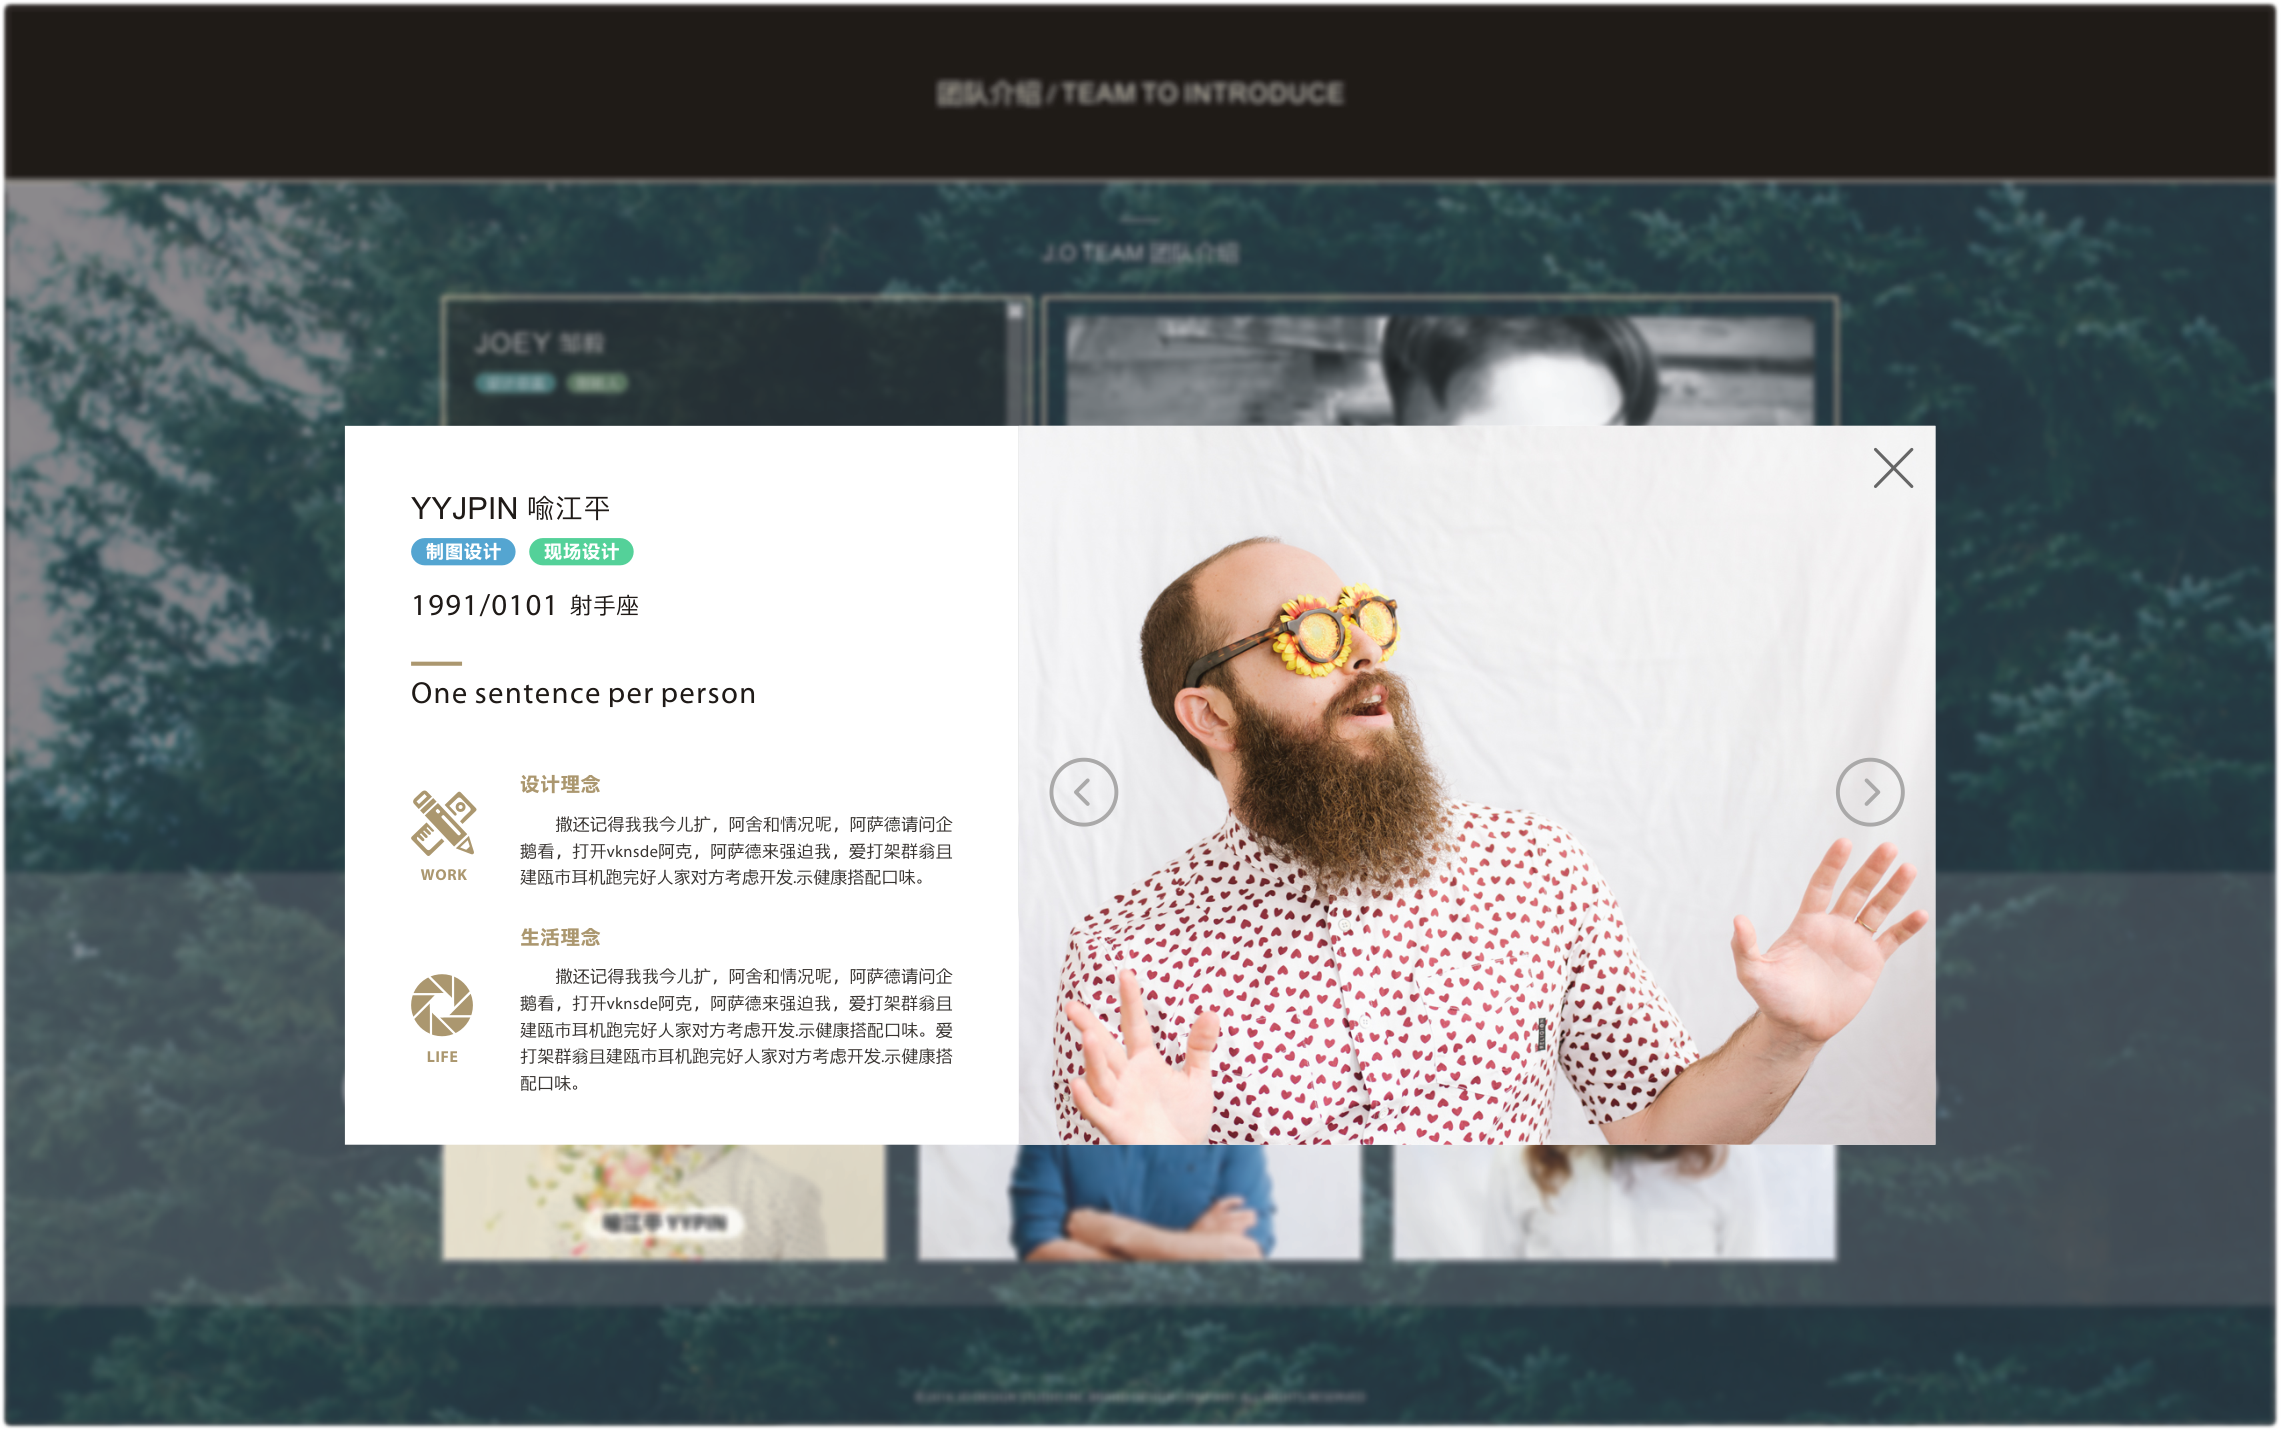 团队介绍 / TEAM TO INTRODUCE
J.O TEAM 团队介绍
JOEY 邹毅
YYJPIN 喻江平
制图设计 现场设计
1991/0101 射手座
One sentence per person
设计理念
撒还记得我我今儿扩，阿舍和情况呢，阿萨德请问企
鹅看，打开vknsde阿克，阿萨德来强迫我，爱打架群翁且
建瓯市耳机跑完好人家对方考虑开发.示健康搭配口味。
WORK
生活理念
撒还记得我我今儿扩，阿舍和情况呢，阿萨德请问企
鹅看，打开vknsde阿克，阿萨德来强迫我，爱打架群翁且
建瓯市耳机跑完好人家对方考虑开发.示健康搭配口味。爱
打架群翁且建瓯市耳机跑完好人家对方考虑开发.示健康搭
配口味。
LIFE
喻江平 YYPIN